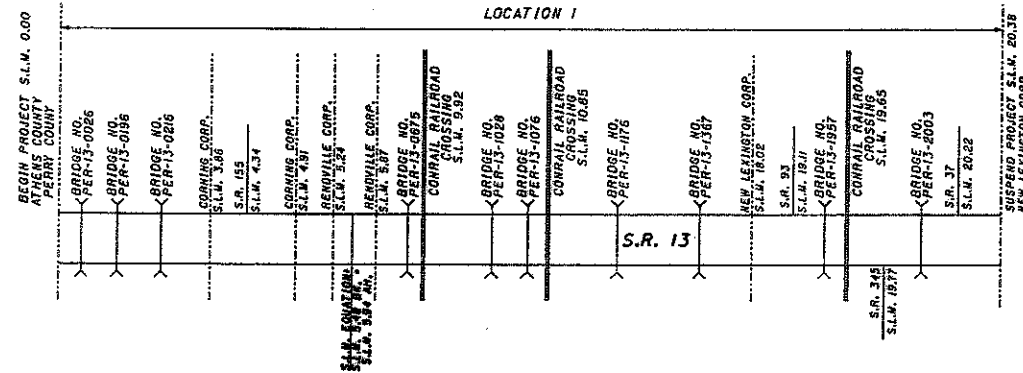 LOCATION 1
BEGIN PROJECT S.L.M. 0.00
ATHENS COUNTY
PERRY COUNTY
BRIDGE NO.
PER-13-0026
BRIDGE NO.
PER-13-0196
BRIDGE NO.
PER-13-0216
CORNING CORP.
S.L.M. 3.86
S.R. 155
S.L.M. 4.34
CORNING CORP.
S.L.M. 4.91
RENDVILLE CORP.
S.L.M. 5.24
S.L.M. EQUATION:
RENDVILLE CORP.
S.L.M. 5.87
BRIDGE NO.
PER-13-0675
CONRAIL RAILROAD
CROSSING
S.L.M. 9.92
BRIDGE NO.
PER-13-1028
BRIDGE NO.
PER-13-1076
CONRAIL RAILROAD
CROSSING
S.L.M. 10.85
BRIDGE NO.
PER-13-1176
BRIDGE NO.
PER-13-1367
S.R. 13
NEW LEXINGTON CORP.
S.L.M. 18.02
S.R. 93
S.L.M. 19.11
BRIDGE NO.
PER-13-1957
CONRAIL RAILROAD
CROSSING
S.L.M. 19.65
S.R. 345
S.L.M. 19.77
BRIDGE NO.
PER-13-2003
S.R. 37
S.L.M. 20.22
SUSPEND PROJECT S.L.M. 20.38
NEW LEXINGTON CORP.